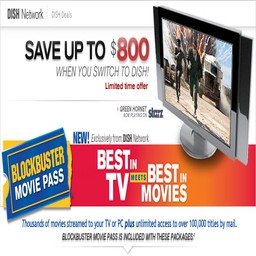 DISH Network | DISH Deals
SAVE UP TO $800
WHEN YOU SWITCH TO DISH!
Limited time offer
GREEN HORNET
NOW PLAYING ON starz
NEW! Exclusively from DISH Network
BLOCKBUSTER
MOVIE PASS
BEST IN TV MEETS BEST IN MOVIES
Thousands of movies streamed to your TV or PC plus unlimited access to over 100,000 titles by mail.
BLOCKBUSTER MOVIE PASS IS INCLUDED WITH THESE PACKAGES: